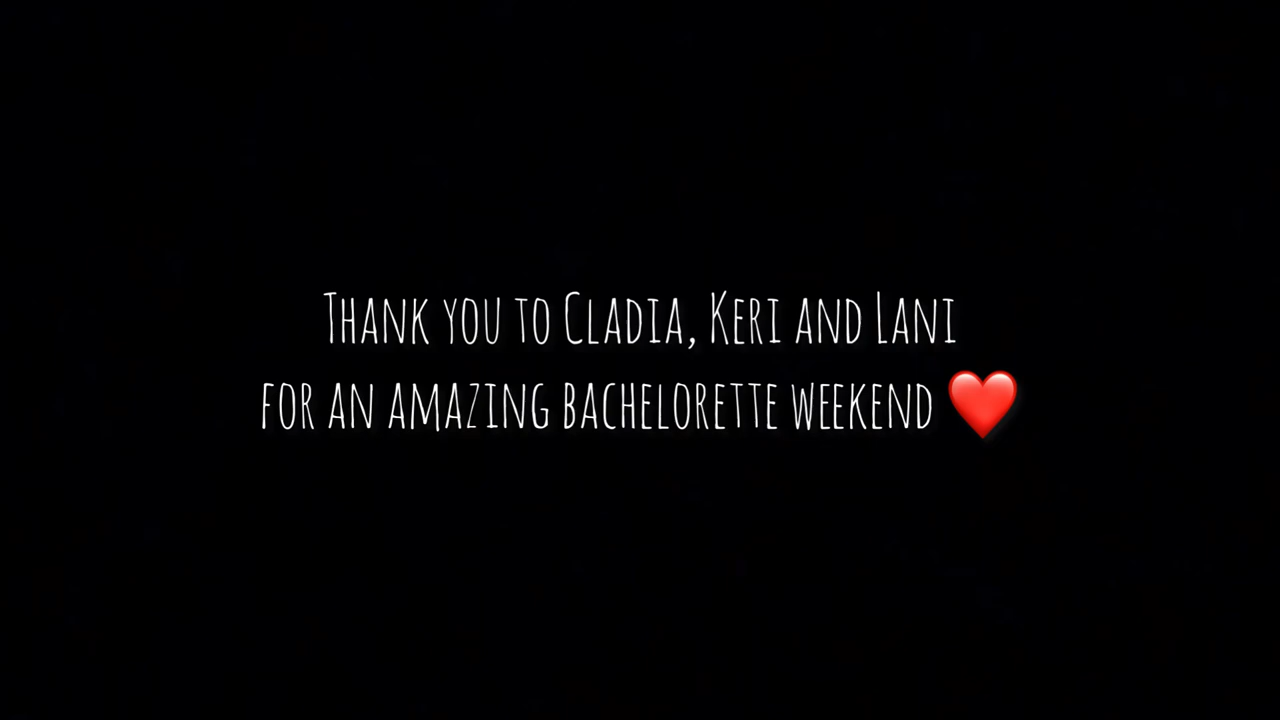 Thank you to Cladia, Keri and Lani
for an amazing bachelorette weekend ❤️